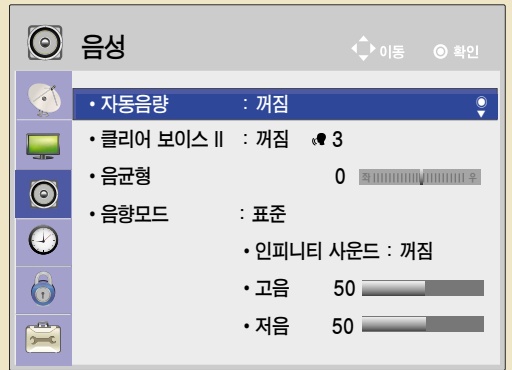 음성 이동 확인
• 자동음량 : 꺼짐
• 클리어 보이스 II : 꺼짐 3
• 음균형 0 좌 우
• 음향모드 : 표준
• 인피니티 사운드 : 꺼짐
• 고음 50
• 저음 50